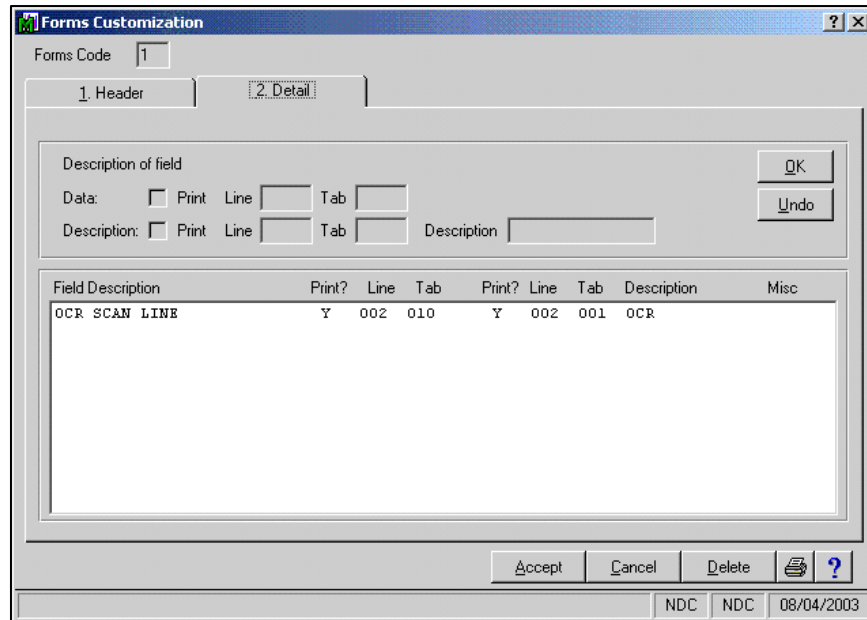 Forms Customization
Forms Code 1
1. Header 2. Detail
Description of field OK
Data: Print Line Tab Undo
Description: Print Line Tab Description
Field Description Print? Line Tab Print? Line Tab Description Misc
OCR SCAN LINE Y 002 010 Y 002 001 OCR
Accept Cancel Delete ?
NDC NDC 08/04/2003